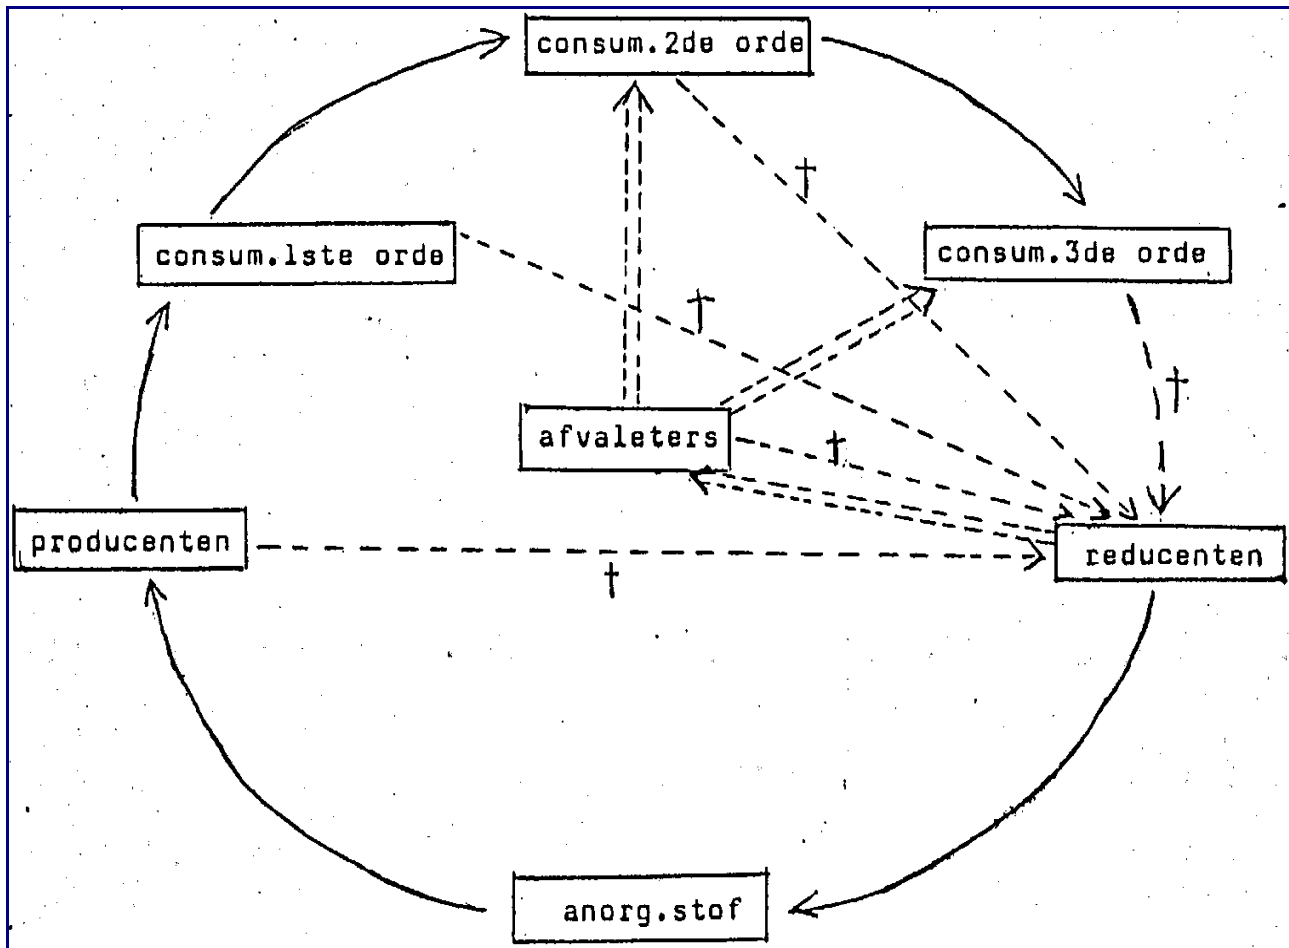 consum.2de orde
†
consum.1ste orde
consum.3de orde
†
†
afvaleters
†
producenten
reducenten
†
anorg.stof